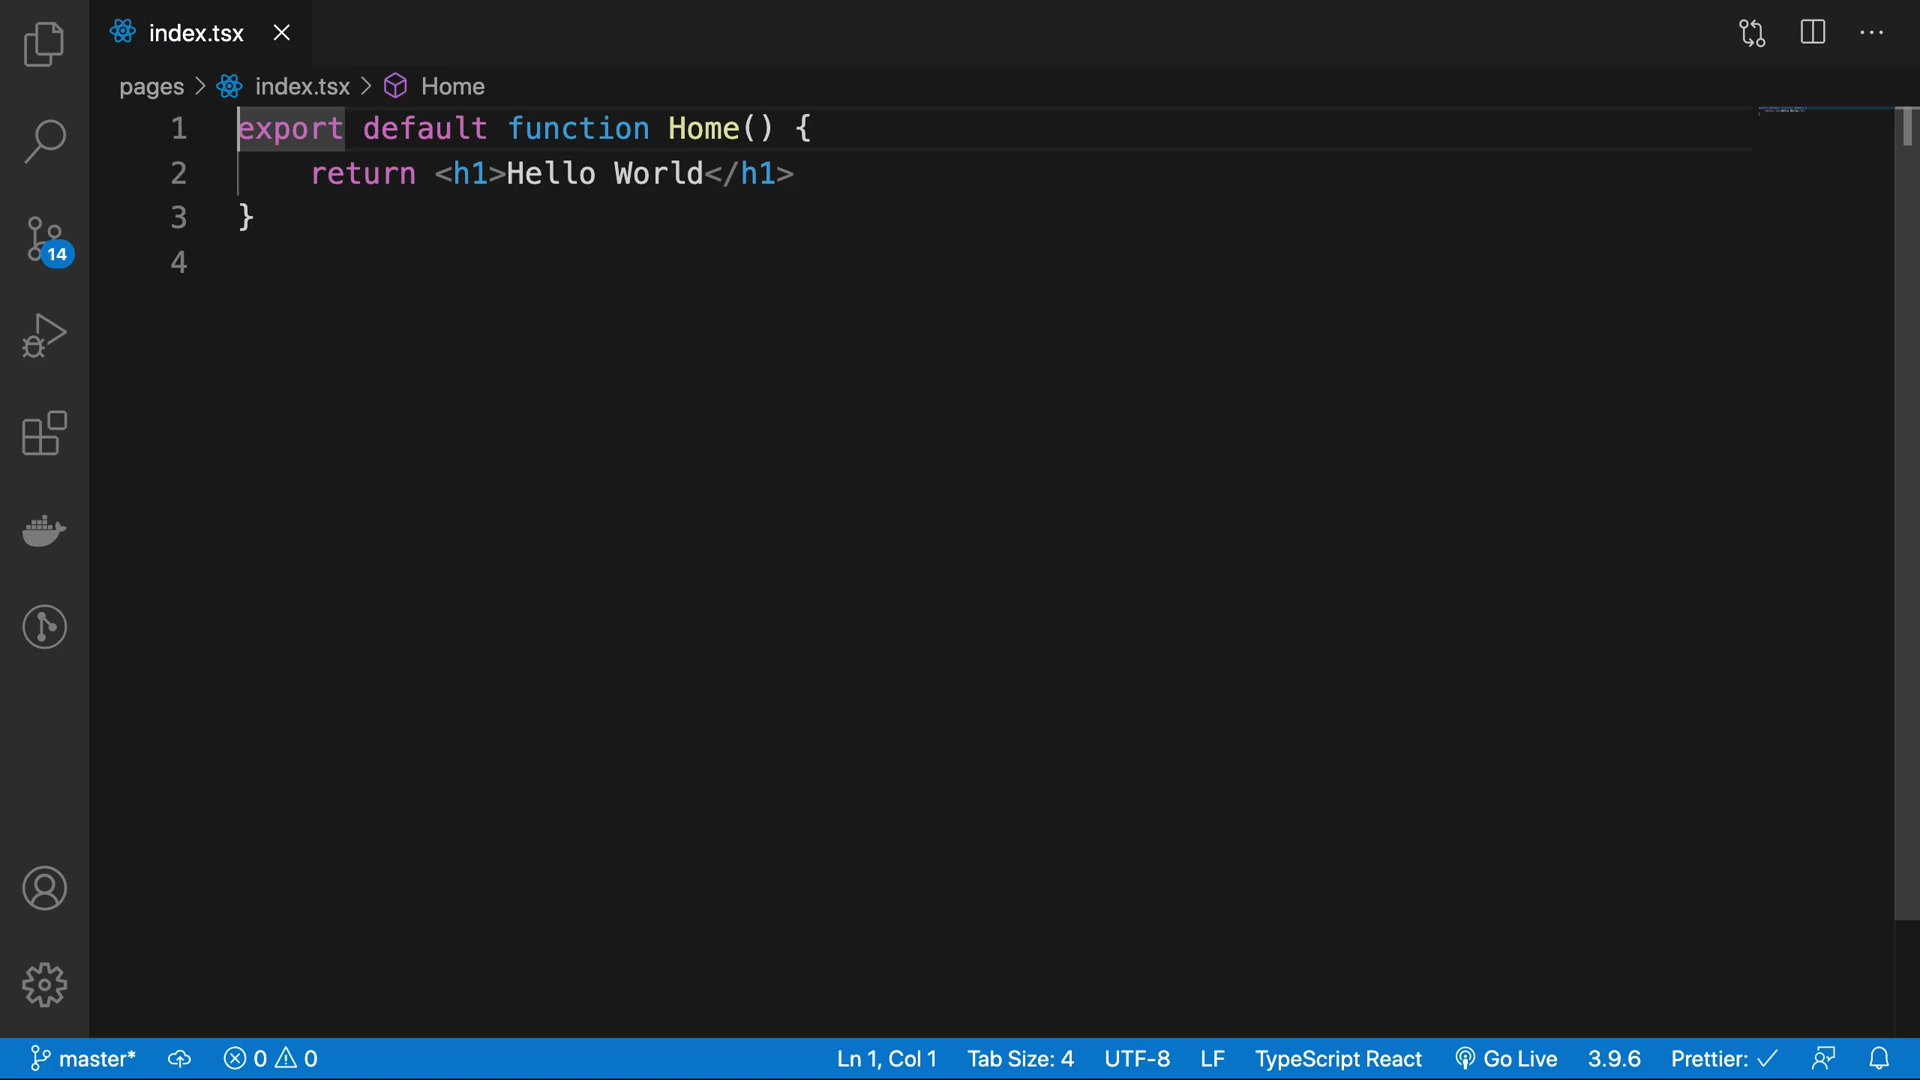 index.tsx
pages > index.tsx > Home
1 export default function Home() {
2 return <h1>Hello World</h1>
3 }
4
14
master* 0 0 Ln 1, Col 1 Tab Size: 4 UTF-8 LF TypeScript React Go Live 3.9.6 Prettier: ✓